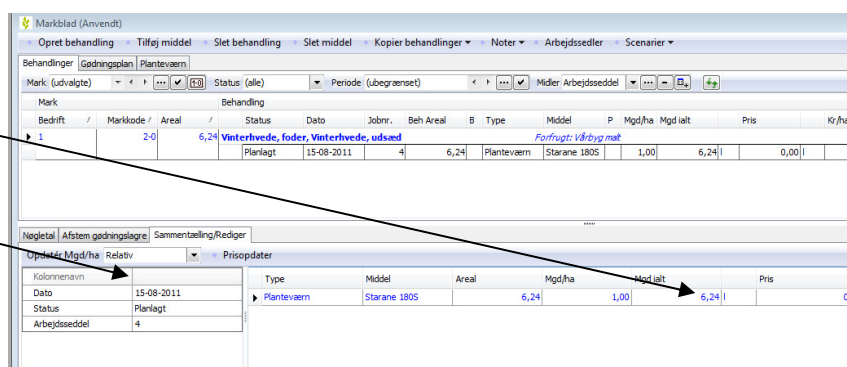 Markblad (Anvendt)
Opret behandling Tilføj middel Slet behandling Slet middel Kopier behandlinger Noter Arbejdssedler Scenarier
Behandlinger Gødningsplan Planteværn
Mark (udvalgte) Status (alle) Periode (ubegrænset) Midler Arbejdsseddel
Mark Behandling
Bedrift / Markkode / Areal / Status Dato Jobnr. Beh Areal B Type Middel P Mgd/ha Mgd ialt Pris Kr/ha
1 2-0 6,24 Vinterhvede, foder, Vinterhvede, udsæd Forfrugt: Vårbyg malt
Planlagt 15-08-2011 4 6,24 Planteværn Starane 180S 1,00 6,24 l 0,00 l
Nøgletal Afstem gødningslagre Sammentælling/Rediger
Opdatér Mgd/ha Relativ Prisopdater
Kolonnenavn
Dato 15-08-2011
Status Planlagt
Arbejdsseddel 4
Type Middel Areal Mgd/ha Mgd ialt Pris
Planteværn Starane 180S 6,24 1,00 6,24 l 0